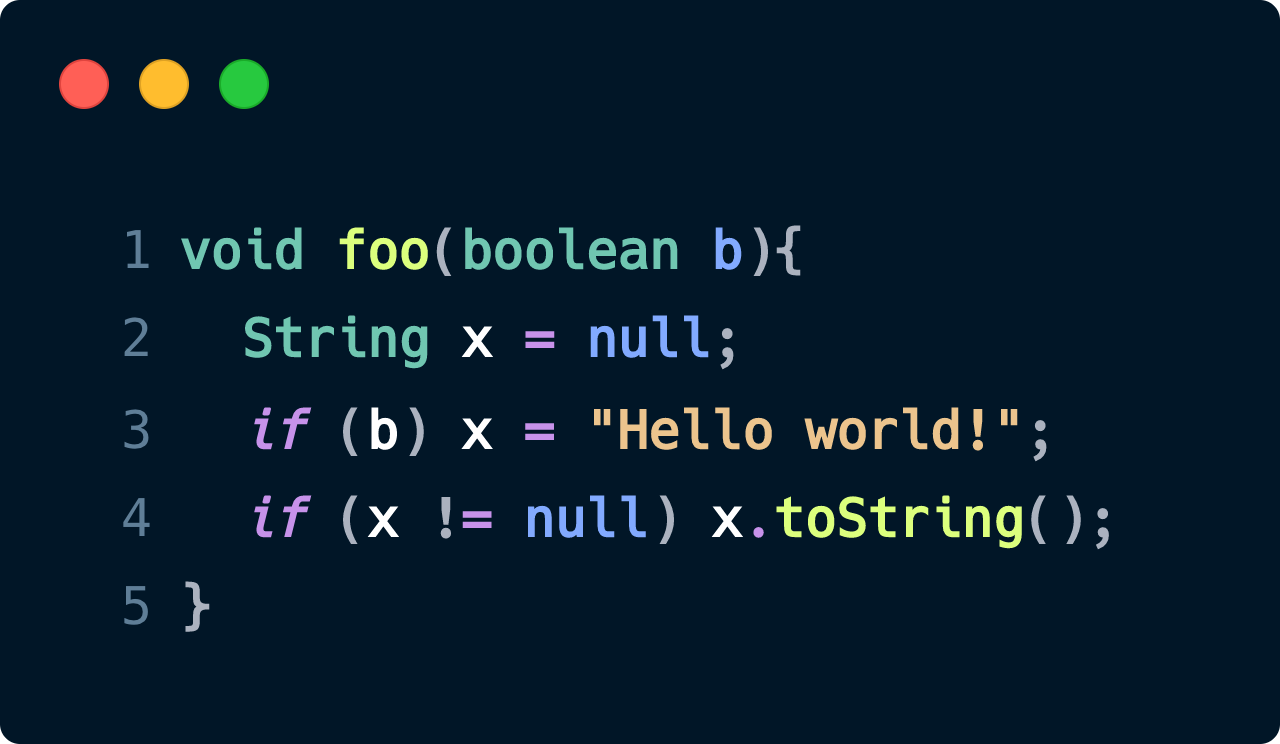 1 void foo(boolean b){
2   String x = null;
3   if (b) x = "Hello world!";
4   if (x != null) x.toString();
5 }